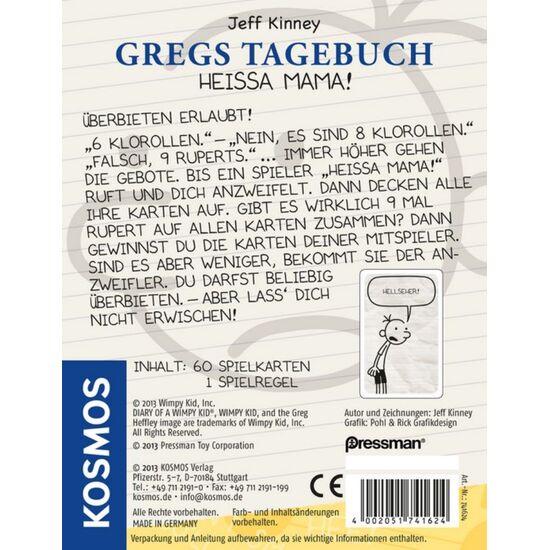 Jeff Kinney
GREGS TAGEBUCH
HEISSA MAMA!
ÜBERBIETEN ERLAUBT!
„6 KLOROLLEN.“ – „NEIN, ES SIND 8 KLOROLLEN.“
„FALSCH, 9 RUPERTS.“ ... IMMER HÖHER GEHEN
DIE GEBOTE. BIS EIN SPIELER „HEISSA MAMA!“
RUFT UND DICH ANZWEIFELT. DANN DECKEN ALLE
IHRE KARTEN AUF. GIBT ES WIRKLICH 9 MAL
RUPERT AUF ALLEN KARTEN ZUSAMMEN? DANN
GEWINNST DU DIE KARTEN DEINER MITSPIELER.
SIND ES ABER WENIGER, BEKOMMT SIE DER AN-
ZWEIFLER. DU DARFST BELIEBIG
ÜBERBIETEN. – ABER LASS‘ DICH
NICHT ERWISCHEN!
HELLSEHER!
INHALT: 60 SPIELKARTEN
1 SPIELREGEL
KOSMOS
© 2013 Wimpy Kid, Inc.
DIARY OF A WIMPY KID®, WIMPY KID, and the Greg
Heffley image are trademarks of Wimpy Kid, Inc.
All Rights Reserved.
© 2013 Pressman Toy Corporation
Autor und Zeichnungen: Jeff Kinney
Grafik: Pohl & Rick Grafikdesign
Pressman®
© 2013 KOSMOS Verlag
Pfizerstr. 5–7, D-70184 Stuttgart
Tel.: +49 711 2191-0 • Fax: +49 711 2191-199
kosmos.de • info@kosmos.de
CE
Art.-Nr.: 741624
Alle Rechte vorbehalten.
MADE IN GERMANY
Farb- und Inhaltsänderungen
vorbehalten.
4 002051 741624
Verpackung und Anleitung aufbewahren, da sie wichtige Informationen enthalten.